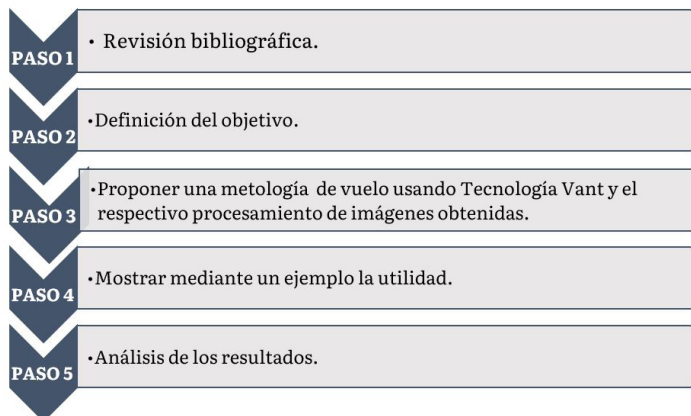 PASO 1
• Revisión bibliográfica.
PASO 2
•Definición del objetivo.
PASO 3
•Proponer una metología de vuelo usando Tecnología Vant y el
respectivo procesamiento de imágenes obtenidas.
PASO 4
•Mostrar mediante un ejemplo la utilidad.
PASO 5
•Análisis de los resultados.